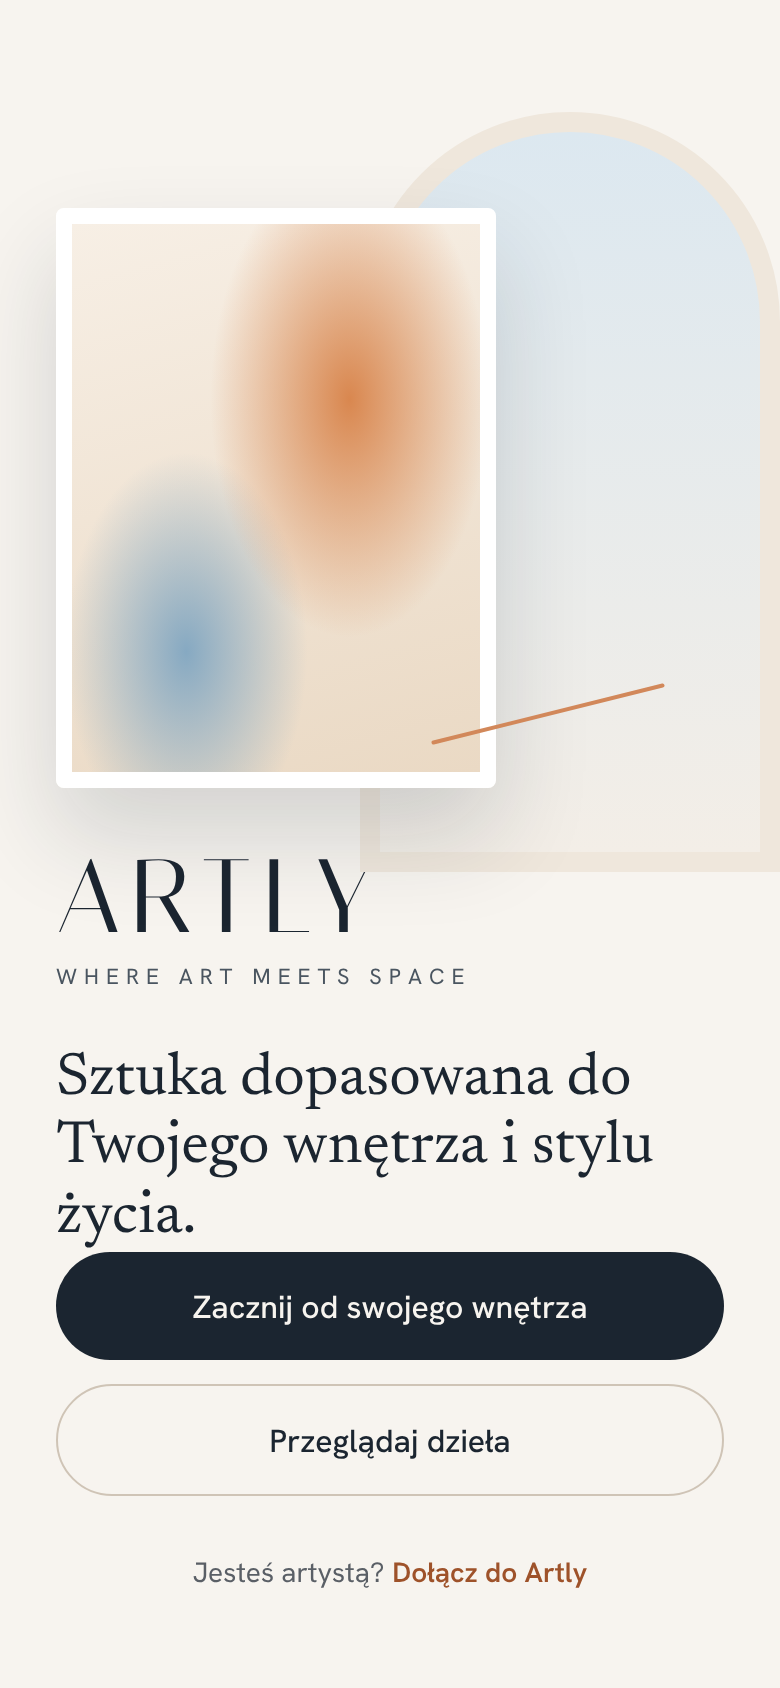 ARTLY
WHERE ART MEETS SPACE
Sztuka dopasowana do
Twojego wnętrza i stylu
życia.
Zacznij od swojego wnętrza
Przeglądaj dzieła
Jesteś artystą? Dołącz do Artly